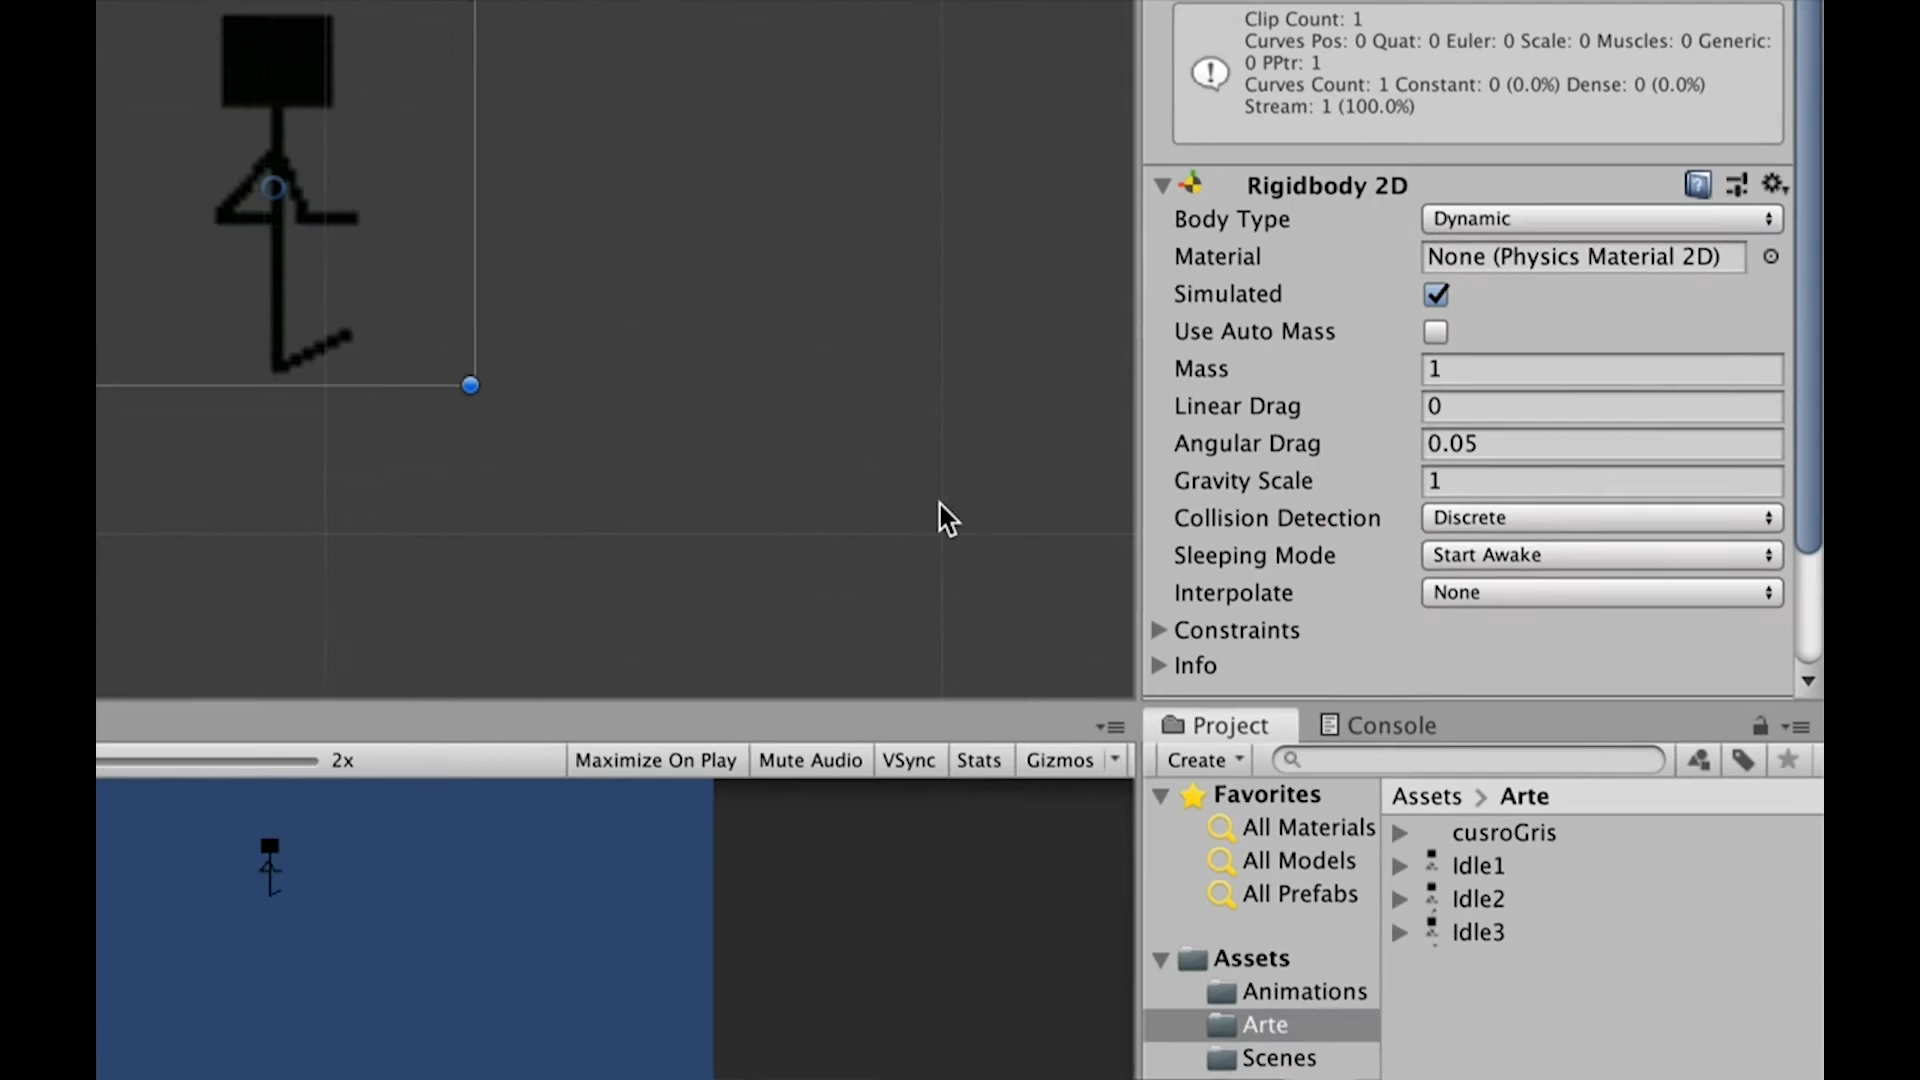 Clip Count: 1
Curves Pos: 0 Quat: 0 Euler: 0 Scale: 0 Muscles: 0 Generic:
0 PPtr: 1
Curves Count: 1 Constant: 0 (0.0%) Dense: 0 (0.0%)
Stream: 1 (100.0%)
Rigidbody 2D
Body Type Dynamic
Material None (Physics Material 2D)
Simulated
Use Auto Mass
Mass 1
Linear Drag 0
Angular Drag 0.05
Gravity Scale 1
Collision Detection Discrete
Sleeping Mode Start Awake
Interpolate None
Constraints
Info
2x Maximize On Play Mute Audio VSync Stats Gizmos
Project Console
Create
Favorites
All Materials
All Models
All Prefabs
Assets
Animations
Arte
Scenes
Assets > Arte
cusroGris
Idle1
Idle2
Idle3